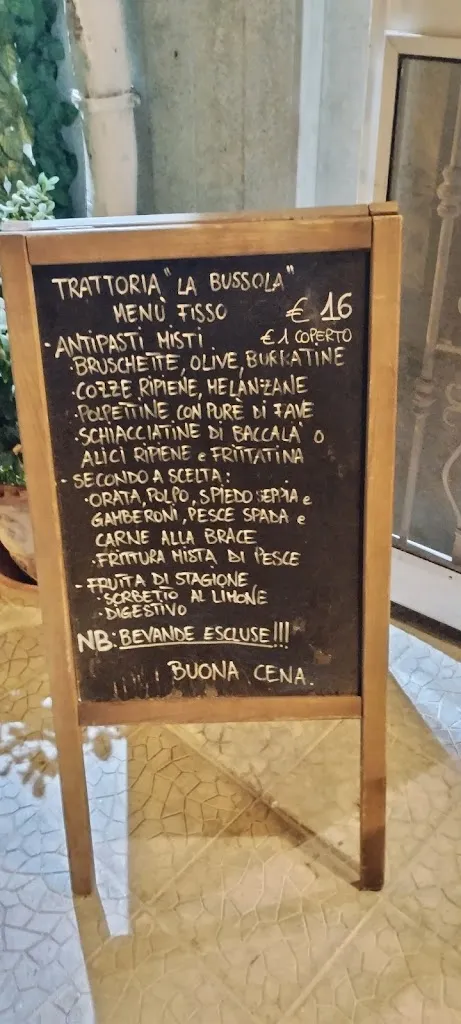 TRATTORIA "LA BUSSOLA"
MENÙ FISSO € 16
· ANTIPASTI MISTI. € 1 COPERTO
· BRUSCHETTE, OLIVE, BURRATINE
· COZZE RIPIENE, MELANZANE
· POLPETTINE CON PURÈ DI FAVE
· SCHIACCIATINE DI BACCALÀ O
ALICI RIPIENE e FRITTATINA
- SECONDO A SCELTA:
· ORATA, POLPO, SPIEDO SEPPIA e
GAMBERONI, PESCE SPADA e
CARNE ALLA BRACE
· FRITTURA MISTA DI PESCE
- FRUTTA DI STAGIONE
· SORBETTO AL LIMONE
· DIGESTIVO
NB: BEVANDE ESCLUSE!!!
BUONA CENA.